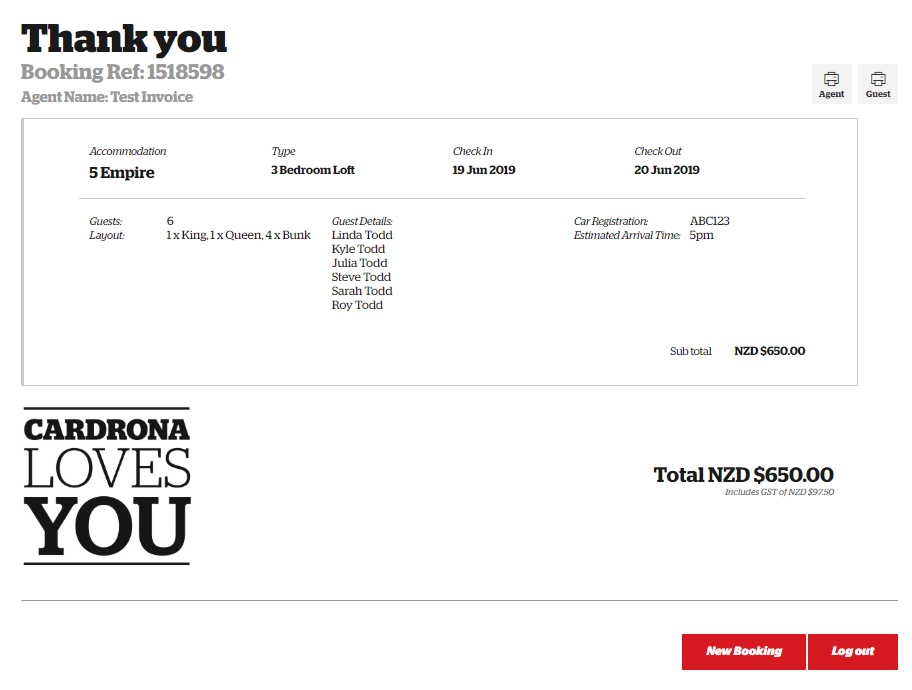 Thank you
Booking Ref: 1518598
Agent Name: Test Invoice
Agent Guest
Accommodation Type Check In Check Out
5 Empire 3 Bedroom Loft 19 Jun 2019 20 Jun 2019
Guests: 6 Guest Details: Car Registration: ABC123
Layout: 1 x King, 1 x Queen, 4 x Bunk Linda Todd Estimated Arrival Time: 5pm
Kyle Todd
Julia Todd
Steve Todd
Sarah Todd
Roy Todd
Sub total NZD $650.00
CARDRONA
LOVES
YOU
Total NZD $650.00
Includes GST of NZD $97.50
New Booking Log out